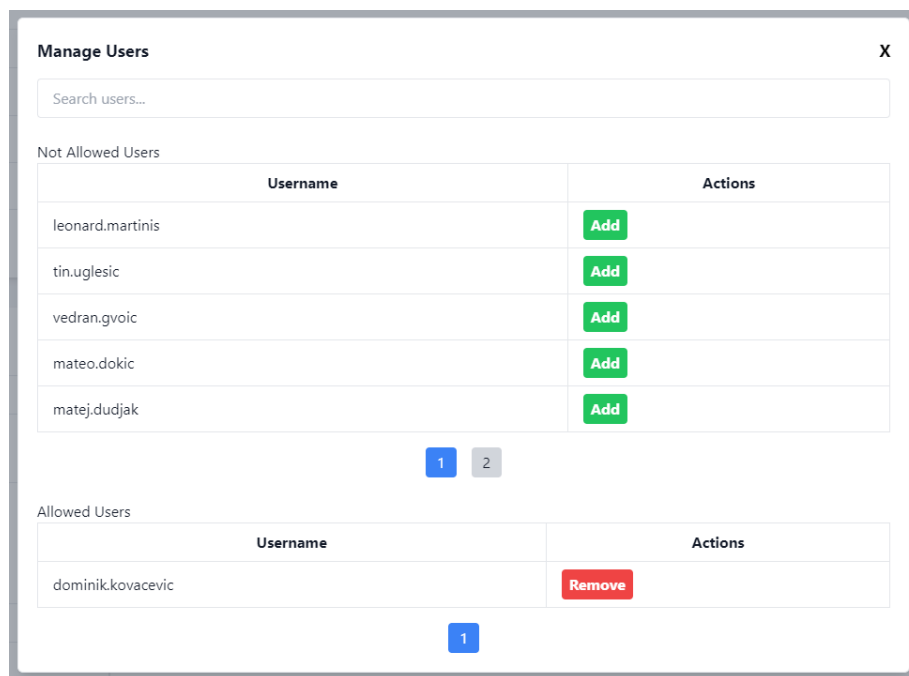 Manage Users X
Search users...
Not Allowed Users
Username Actions
leonard.martinis Add
tin.uglesic Add
vedran.gvoic Add
mateo.dokic Add
matej.dudjak Add
1 2
Allowed Users
Username Actions
dominik.kovacevic Remove
1